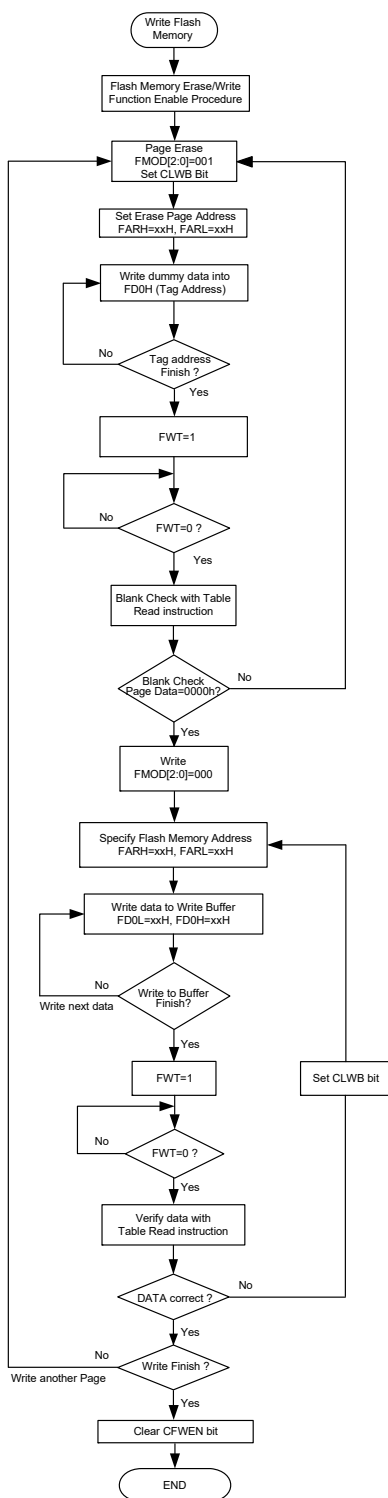 Write Flash
Memory
Flash Memory Erase/Write
Function Enable Procedure
Page Erase
FMOD[2:0]=001
Set CLWB Bit
Set Erase Page Address
FARH=xxH, FARL=xxH
Write dummy data into
FD0H (Tag Address)
No
Tag address
Finish ?
Yes
FWT=1
No
FWT=0 ?
Yes
Blank Check with Table
Read instruction
Blank Check
Page Data=0000h?
No
Yes
Write
FMOD[2:0]=000
Specify Flash Memory Address
FARH=xxH, FARL=xxH
Write data to Write Buffer
FD0L=xxH, FD0H=xxH
No
Write next data
Write to Buffer
Finish?
Yes
FWT=1
Set CLWB bit
No
FWT=0 ?
Yes
Verify data with
Table Read instruction
DATA correct ?
No
Yes
No
Write another Page
Write Finish ?
Yes
Clear CFWEN bit
END